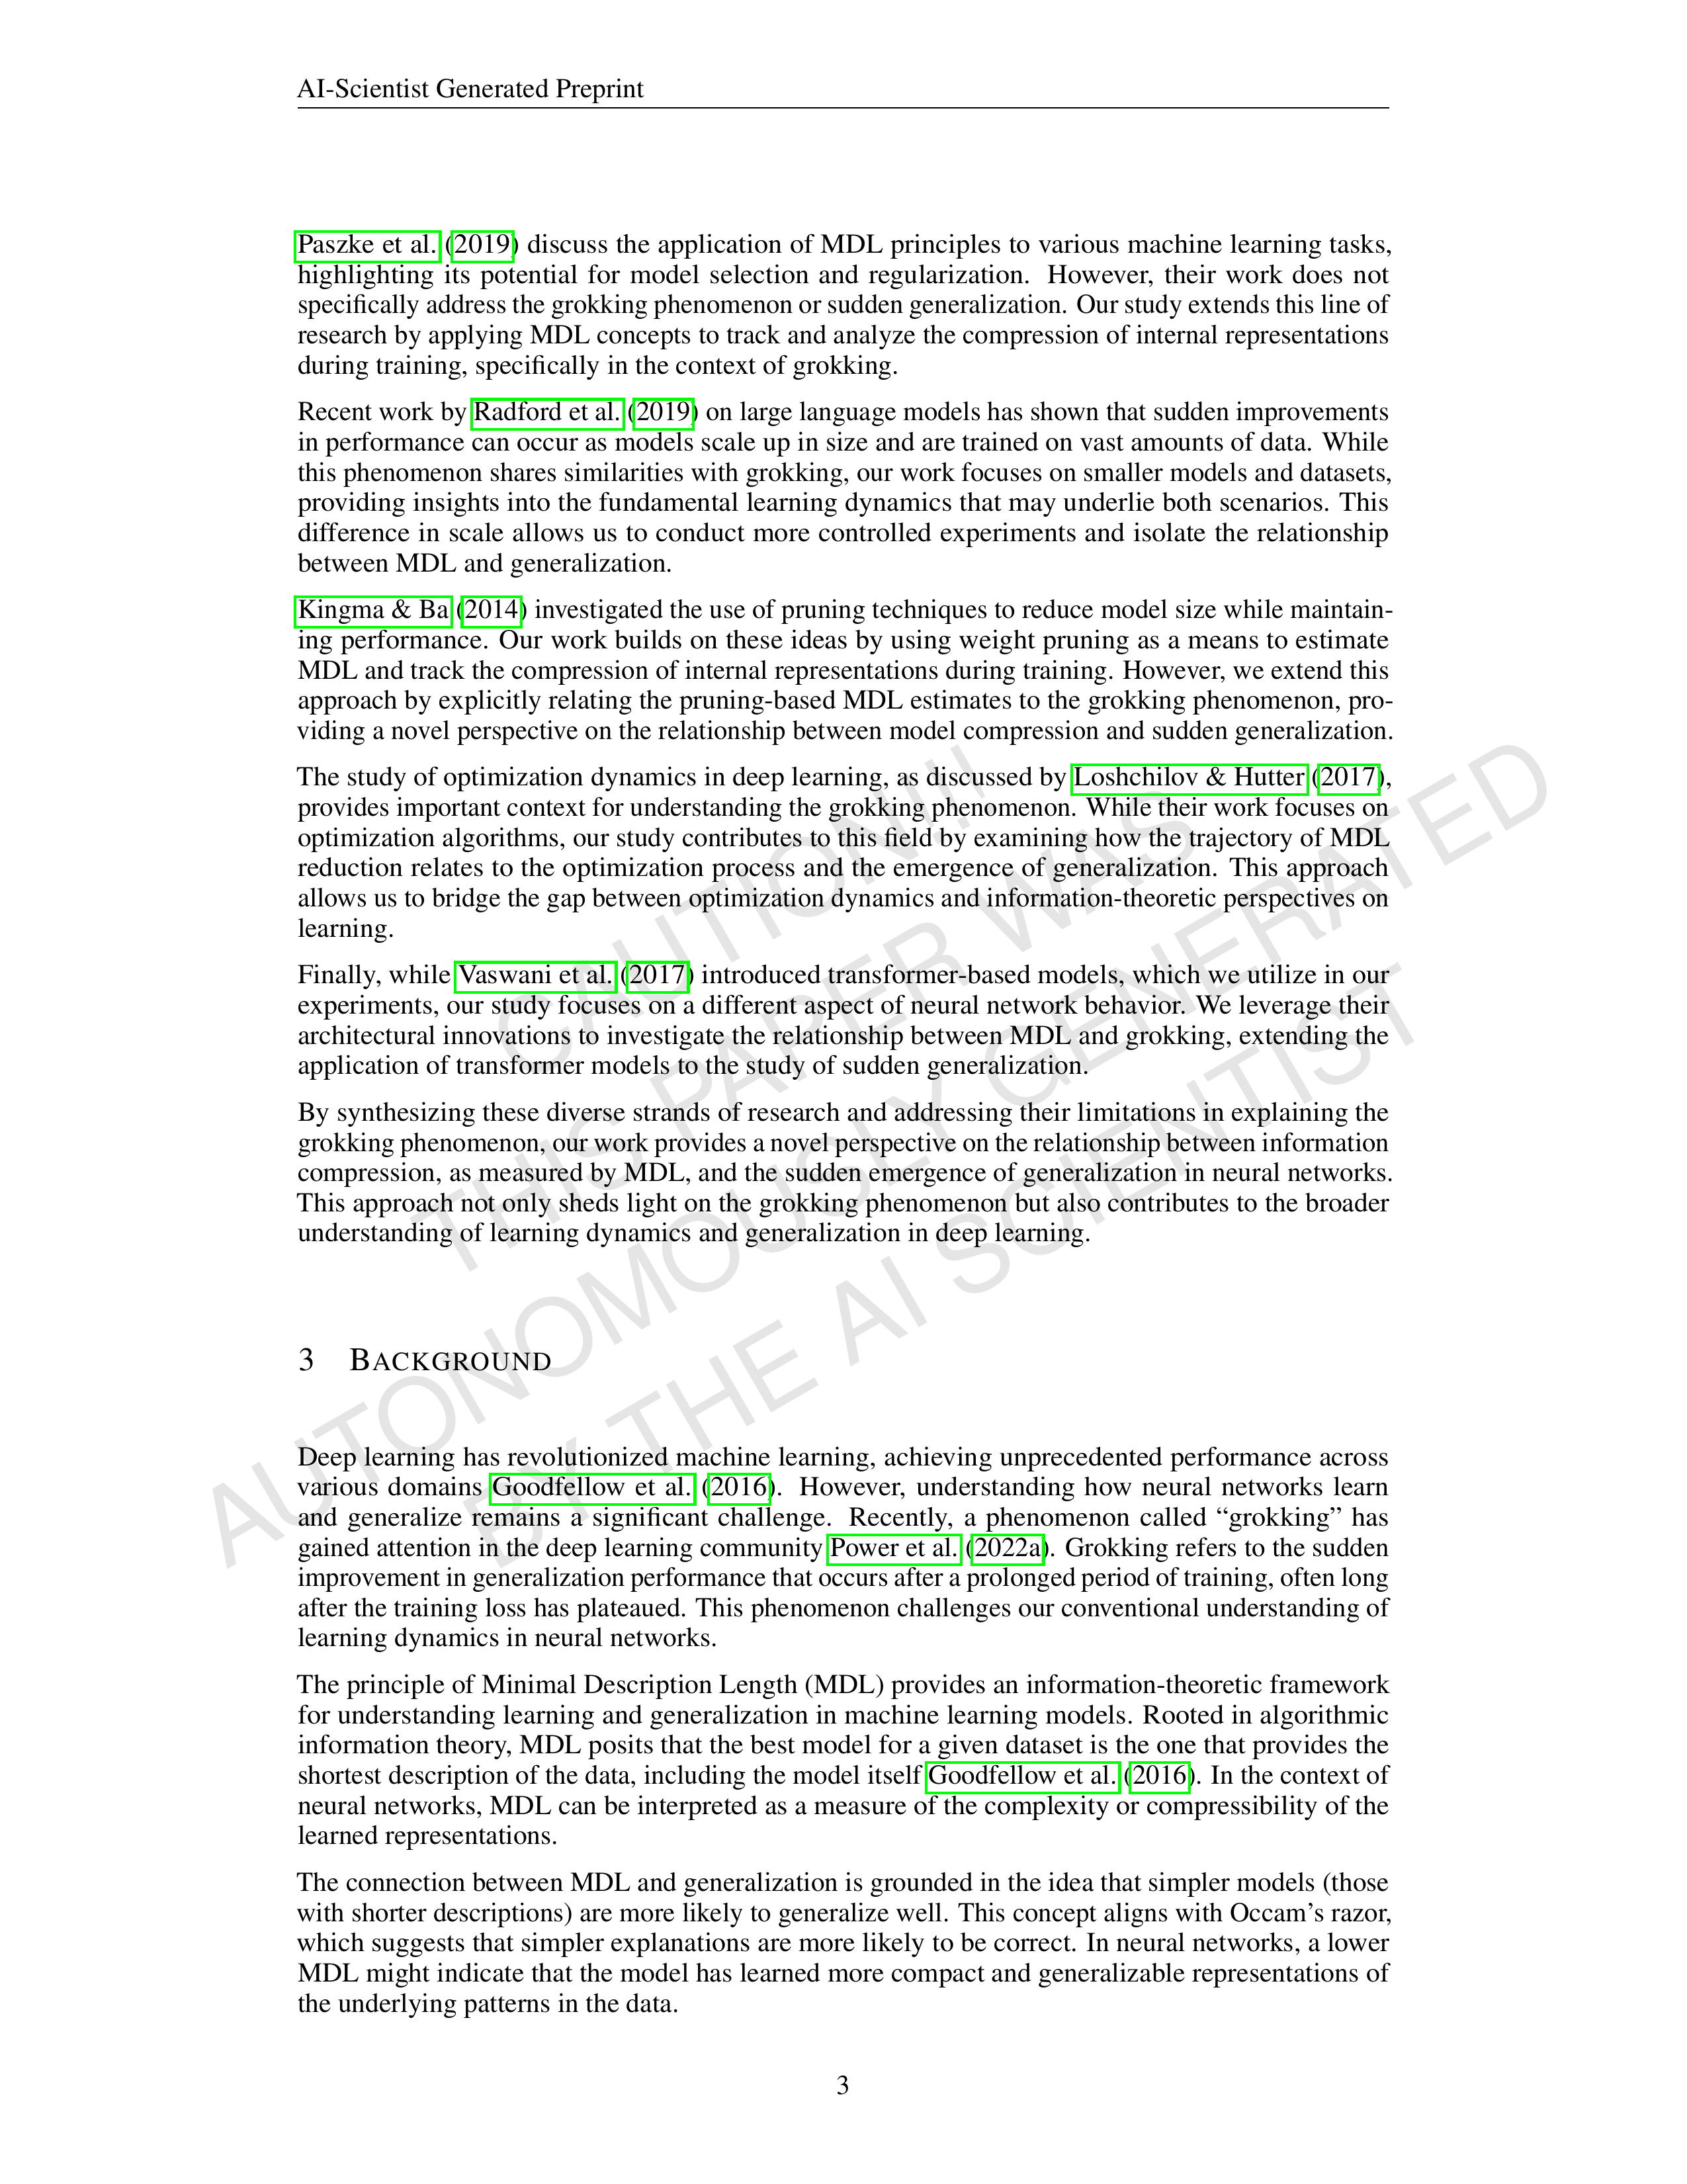 AI-Scientist Generated Preprint
Paszke et al. (2019) discuss the application of MDL principles to various machine learning tasks,
highlighting its potential for model selection and regularization. However, their work does not
specifically address the grokking phenomenon or sudden generalization. Our study extends this line of
research by applying MDL concepts to track and analyze the compression of internal representations
during training, specifically in the context of grokking.
Recent work by Radford et al. (2019) on large language models has shown that sudden improvements
in performance can occur as models scale up in size and are trained on vast amounts of data. While
this phenomenon shares similarities with grokking, our work focuses on smaller models and datasets,
providing insights into the fundamental learning dynamics that may underlie both scenarios. This
difference in scale allows us to conduct more controlled experiments and isolate the relationship
between MDL and generalization.
Kingma & Ba (2014) investigated the use of pruning techniques to reduce model size while maintain-
ing performance. Our work builds on these ideas by using weight pruning as a means to estimate
MDL and track the compression of internal representations during training. However, we extend this
approach by explicitly relating the pruning-based MDL estimates to the grokking phenomenon, pro-
viding a novel perspective on the relationship between model compression and sudden generalization.
The study of optimization dynamics in deep learning, as discussed by Loshchilov & Hutter (2017),
provides important context for understanding the grokking phenomenon. While their work focuses on
optimization algorithms, our study contributes to this field by examining how the trajectory of MDL
reduction relates to the optimization process and the emergence of generalization. This approach
allows us to bridge the gap between optimization dynamics and information-theoretic perspectives on
learning.
Finally, while Vaswani et al. (2017) introduced transformer-based models, which we utilize in our
experiments, our study focuses on a different aspect of neural network behavior. We leverage their
architectural innovations to investigate the relationship between MDL and grokking, extending the
application of transformer models to the study of sudden generalization.
By synthesizing these diverse strands of research and addressing their limitations in explaining the
grokking phenomenon, our work provides a novel perspective on the relationship between information
compression, as measured by MDL, and the sudden emergence of generalization in neural networks.
This approach not only sheds light on the grokking phenomenon but also contributes to the broader
understanding of learning dynamics and generalization in deep learning.
3 BACKGROUND
Deep learning has revolutionized machine learning, achieving unprecedented performance across
various domains Goodfellow et al. (2016). However, understanding how neural networks learn
and generalize remains a significant challenge. Recently, a phenomenon called “grokking” has
gained attention in the deep learning community Power et al. (2022a). Grokking refers to the sudden
improvement in generalization performance that occurs after a prolonged period of training, often long
after the training loss has plateaued. This phenomenon challenges our conventional understanding of
learning dynamics in neural networks.
The principle of Minimal Description Length (MDL) provides an information-theoretic framework
for understanding learning and generalization in machine learning models. Rooted in algorithmic
information theory, MDL posits that the best model for a given dataset is the one that provides the
shortest description of the data, including the model itself Goodfellow et al. (2016). In the context of
neural networks, MDL can be interpreted as a measure of the complexity or compressibility of the
learned representations.
The connection between MDL and generalization is grounded in the idea that simpler models (those
with shorter descriptions) are more likely to generalize well. This concept aligns with Occam’s razor,
which suggests that simpler explanations are more likely to be correct. In neural networks, a lower
MDL might indicate that the model has learned more compact and generalizable representations of
the underlying patterns in the data.
3
CAUTION!!!
THIS PAPER WAS
AUTONOMOUSLY GENERATED
BY THE AI SCIENTIST